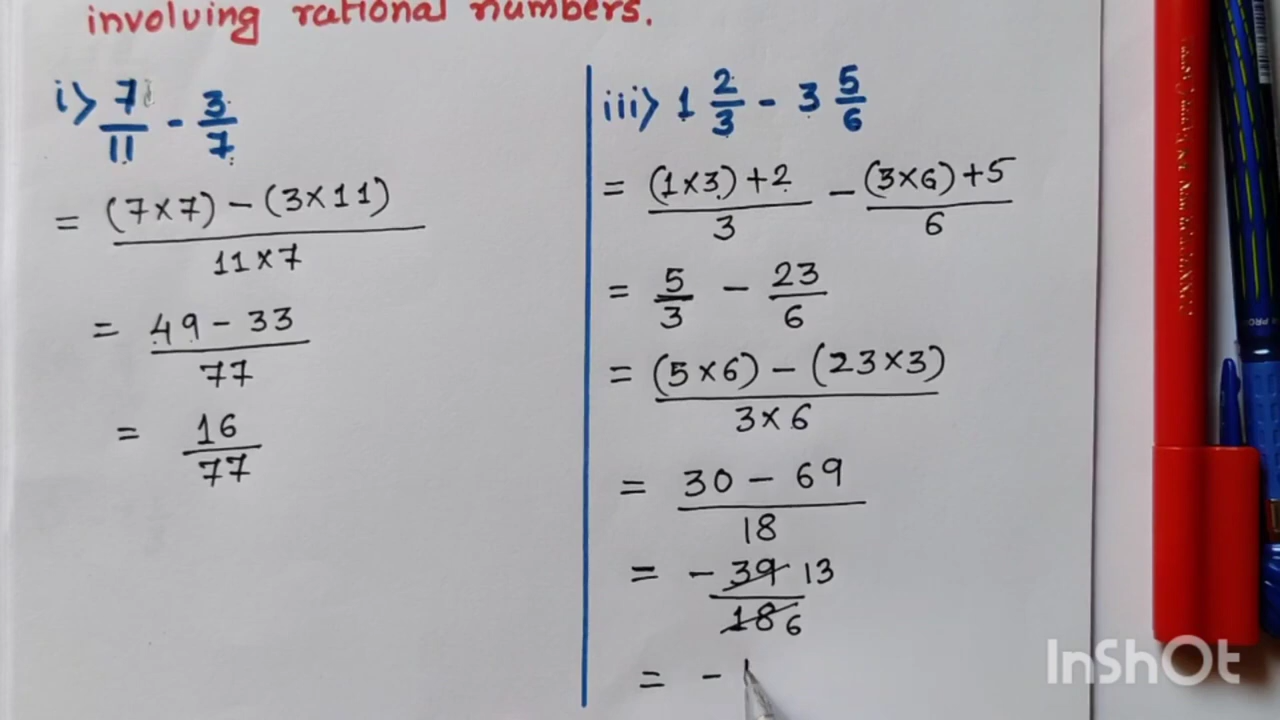 involving rational numbers.
i) 7/11 - 3/7
= (7×7) - (3×11) / 11×7
= 49 - 33 / 77
= 16/77
iii) 1 2/3 - 3 5/6
= (1×3)+2 / 3 - (3×6)+5 / 6
= 5/3 - 23/6
= (5×6) - (23×3) / 3×6
= 30 - 69 / 18
= - 39 13 / 18 6
= -
InShOt